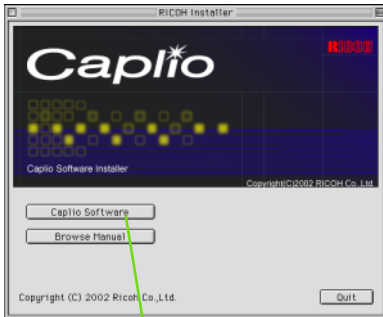 RICOH Installer
Caplio
RICOH
Caplio Software Installer
Copyright(C)2002 RICOH Co.,Ltd.
Caplio Software
Browse Manual
Copyright (C) 2002 Ricoh Co.,Ltd.
Quit